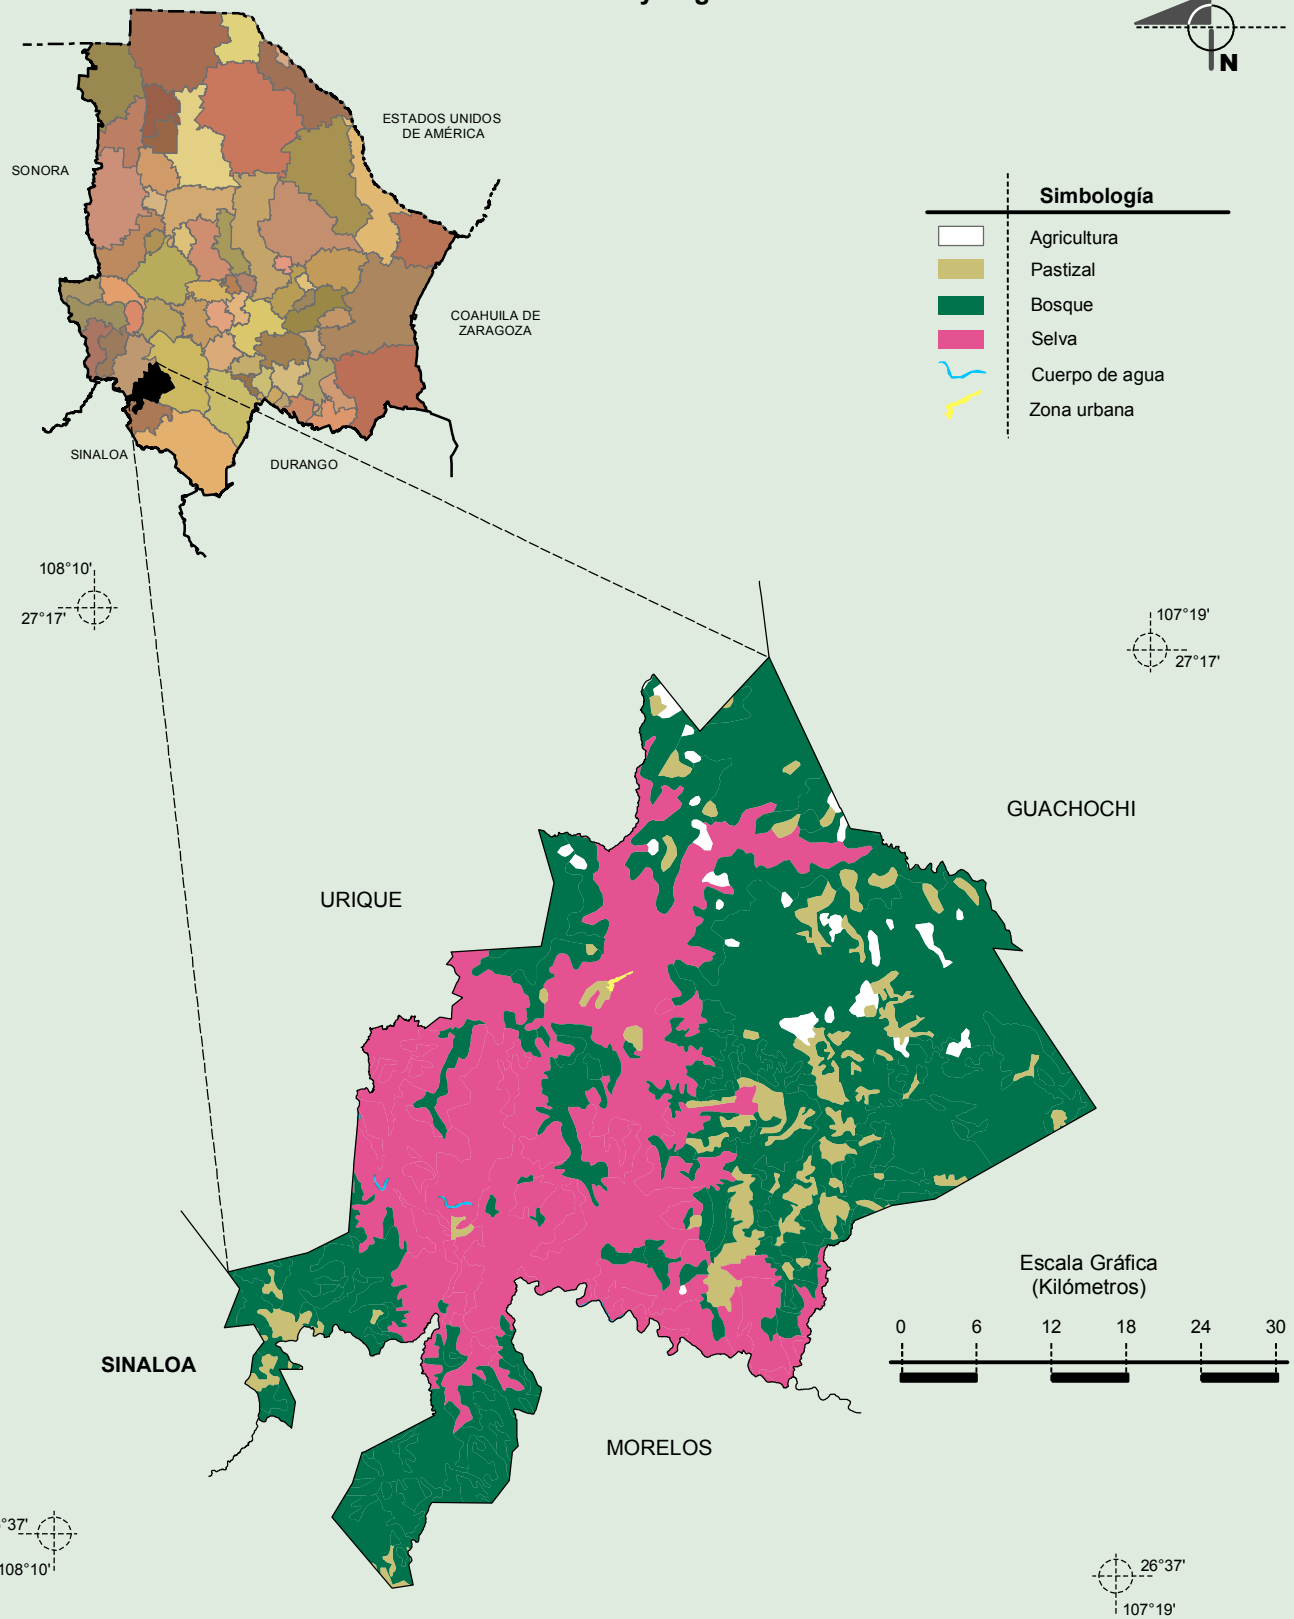 N
ESTADOS UNIDOS
DE AMÉRICA
SONORA
COAHUILA DE
ZARAGOZA
SINALOA
DURANGO
Simbología
Agricultura
Pastizal
Bosque
Selva
Cuerpo de agua
Zona urbana
108°10'
27°17'
107°19'
27°17'
GUACHOCHI
URIQUE
Escala Gráfica
(Kilómetros)
0 6 12 18 24 30
SINALOA
MORELOS
°37'
108°10'
26°37'
107°19'